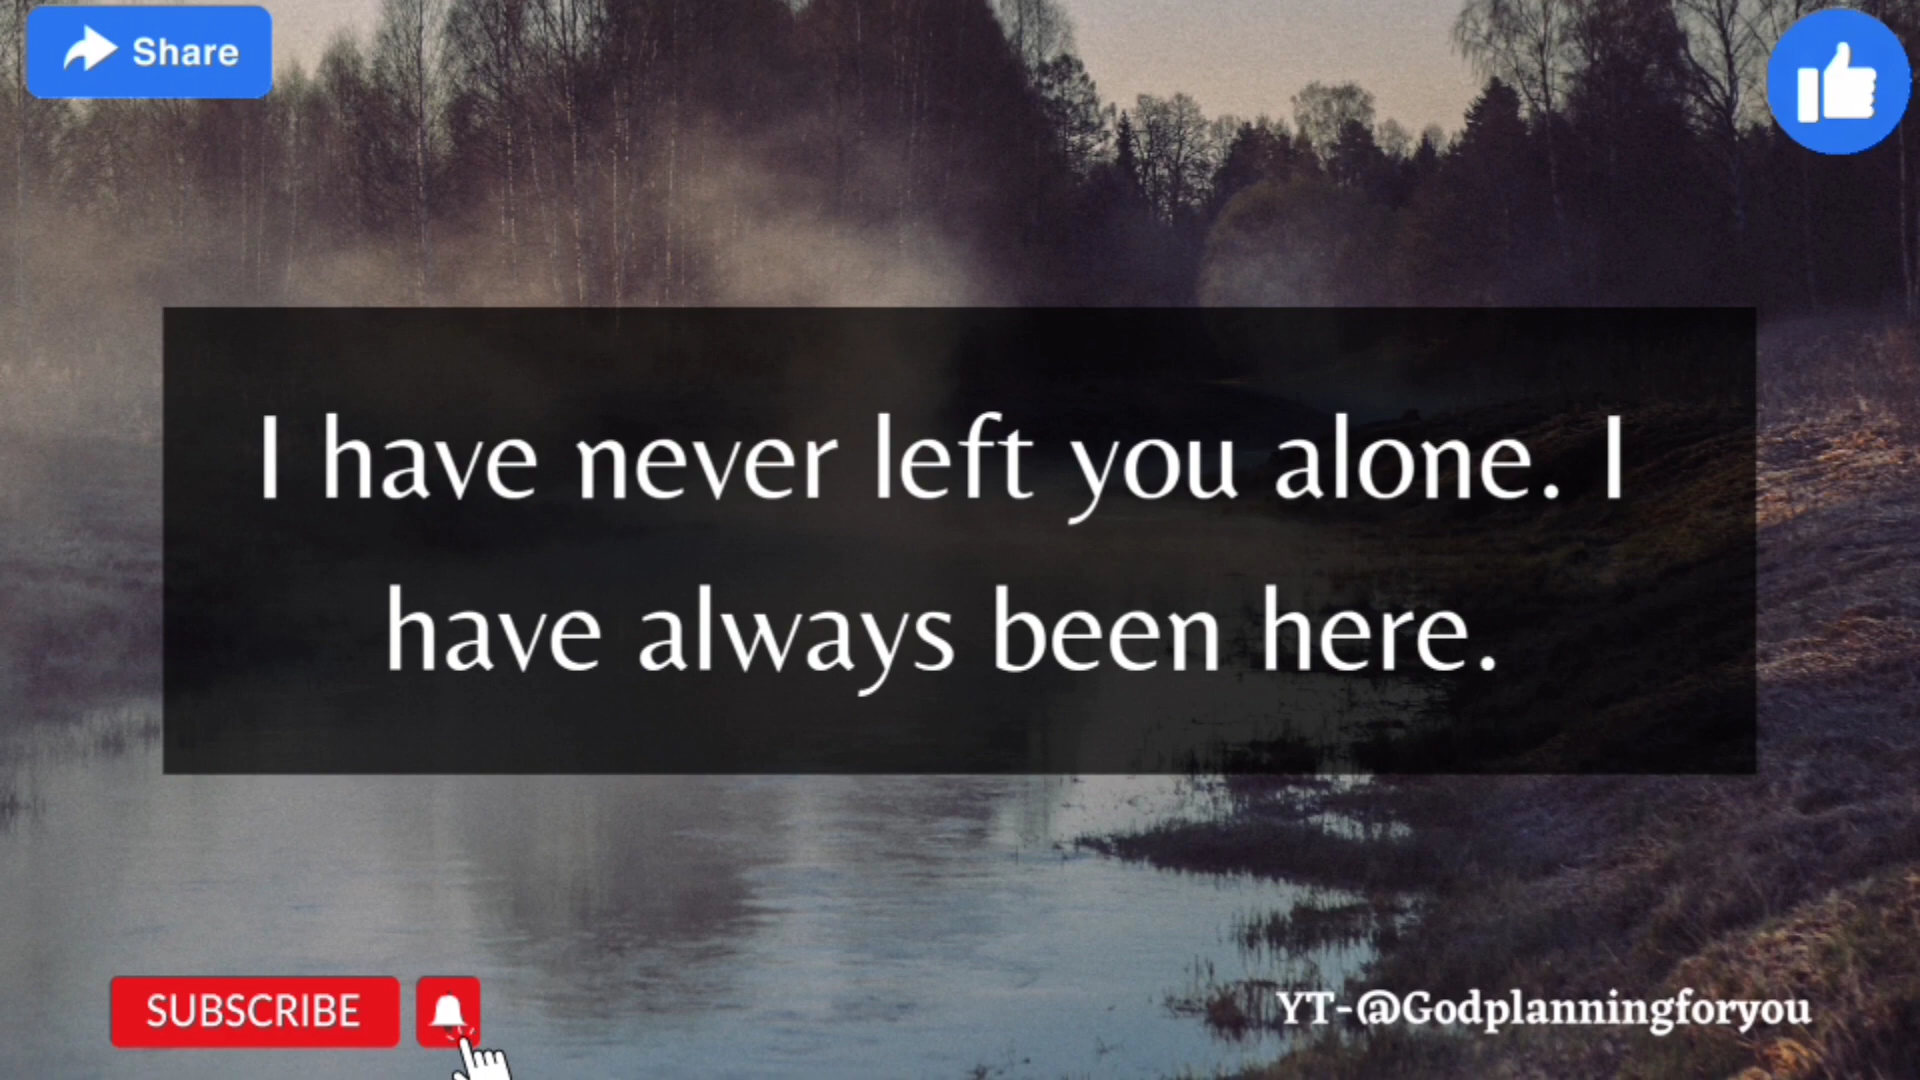 Share
I have never left you alone. I
have always been here.
SUBSCRIBE
YT-@Godplanningforyou